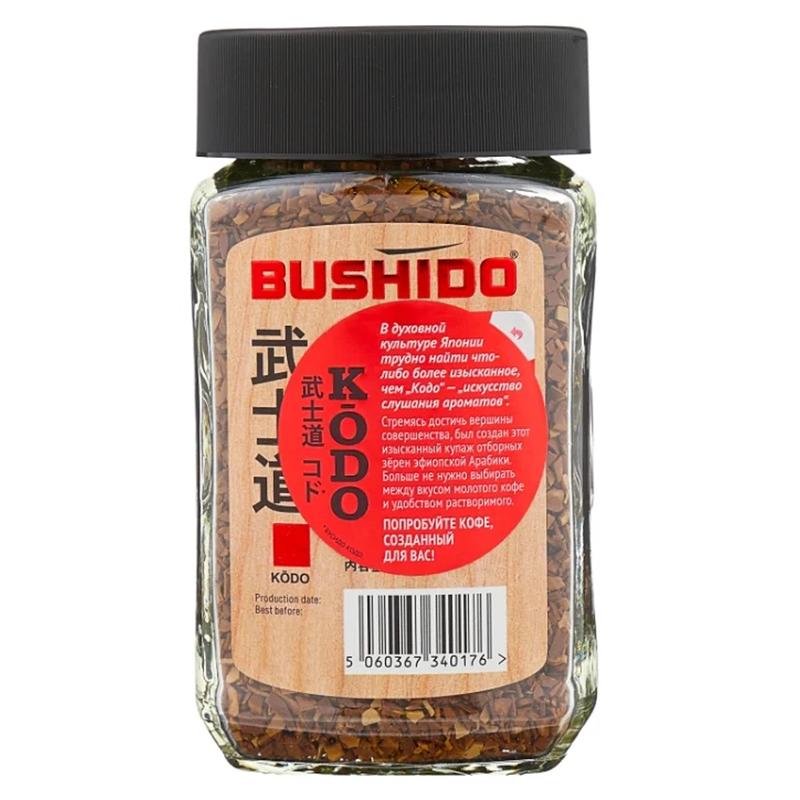 BUSHIDO®
武士道
KŌDO
武士道 コド
KŌDO
В духовной
культуре Японии
трудно найти что-
либо более изысканное,
чем „Кодо" — „искусство
слушания ароматов".
Стремясь достичь вершины
совершенства, был создан этот
изысканный купаж отборных
зёрен эфиопской Арабики.
Больше не нужно выбирать
между вкусом молотого кофе
и удобством растворимого.
ПОПРОБУЙТЕ КОФЕ,
СОЗДАННЫЙ
ДЛЯ ВАС!
内容
Production date:
Best before:
5 060367 340176 >